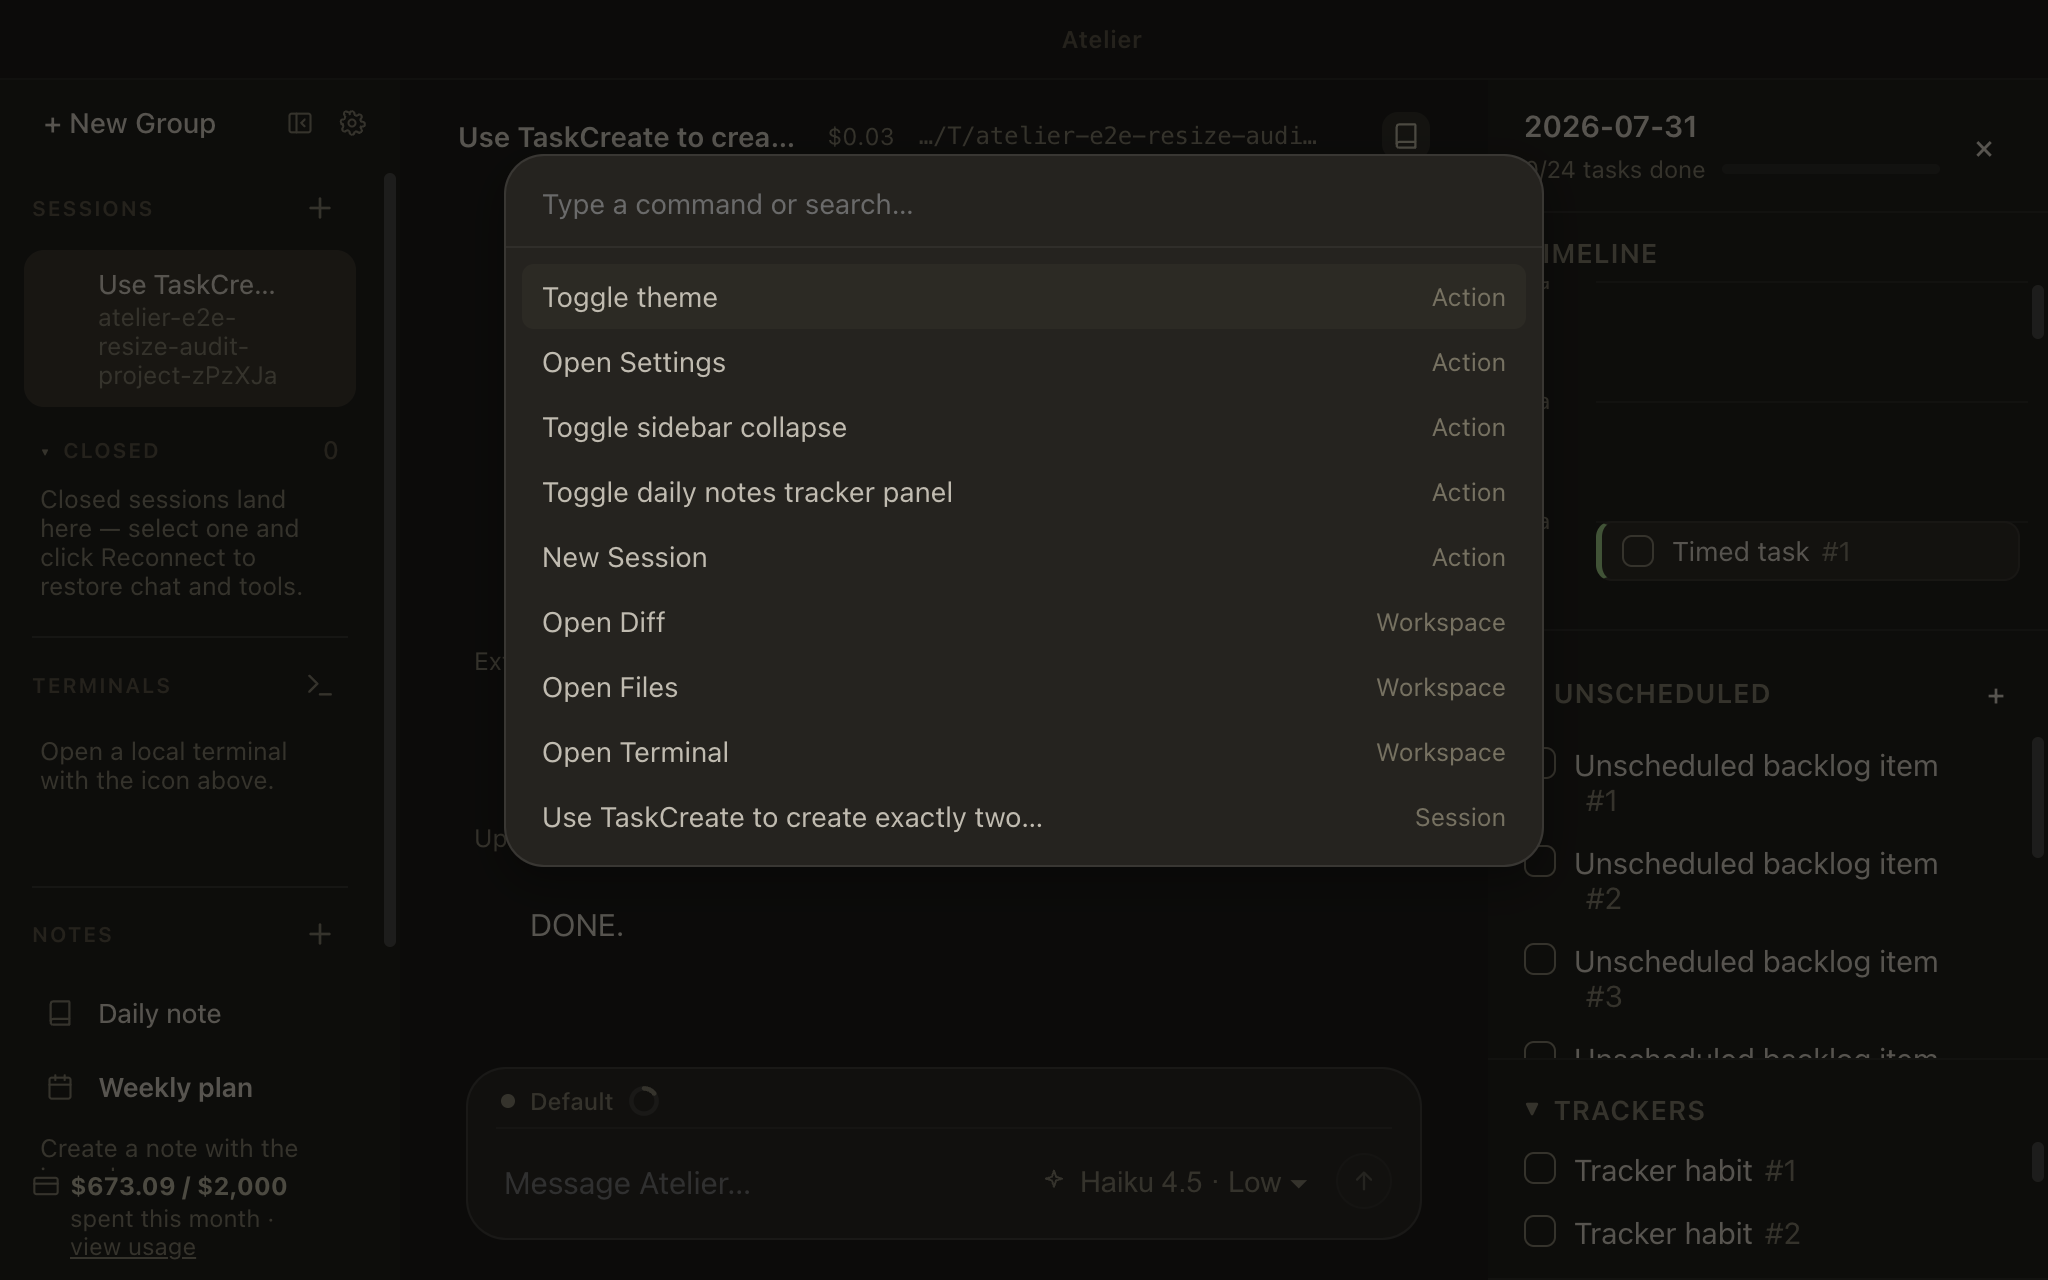 Atelier
+ New Group
SESSIONS
Use TaskCre...
atelier-e2e-
resize-audit-
project-zPzXJa
CLOSED 0
Closed sessions land
here — select one and
click Reconnect to
restore chat and tools.
TERMINALS
Open a local terminal
with the icon above.
NOTES
Daily note
Weekly plan
Create a note with the
$673.09 / $2,000
spent this month ·
view usage
Use TaskCreate to crea... $0.03 …/T/atelier-e2e-resize-audi…
Type a command or search...
Toggle theme Action
Open Settings Action
Toggle sidebar collapse Action
Toggle daily notes tracker panel Action
New Session Action
Open Diff Workspace
Open Files Workspace
Open Terminal Workspace
Use TaskCreate to create exactly two... Session
DONE.
Default
Message Atelier...
Haiku 4.5 · Low
2026-07-31
/24 tasks done
IMELINE
Timed task #1
UNSCHEDULED
Unscheduled backlog item
#1
Unscheduled backlog item
#2
Unscheduled backlog item
#3
Unscheduled backlog item
TRACKERS
Tracker habit #1
Tracker habit #2